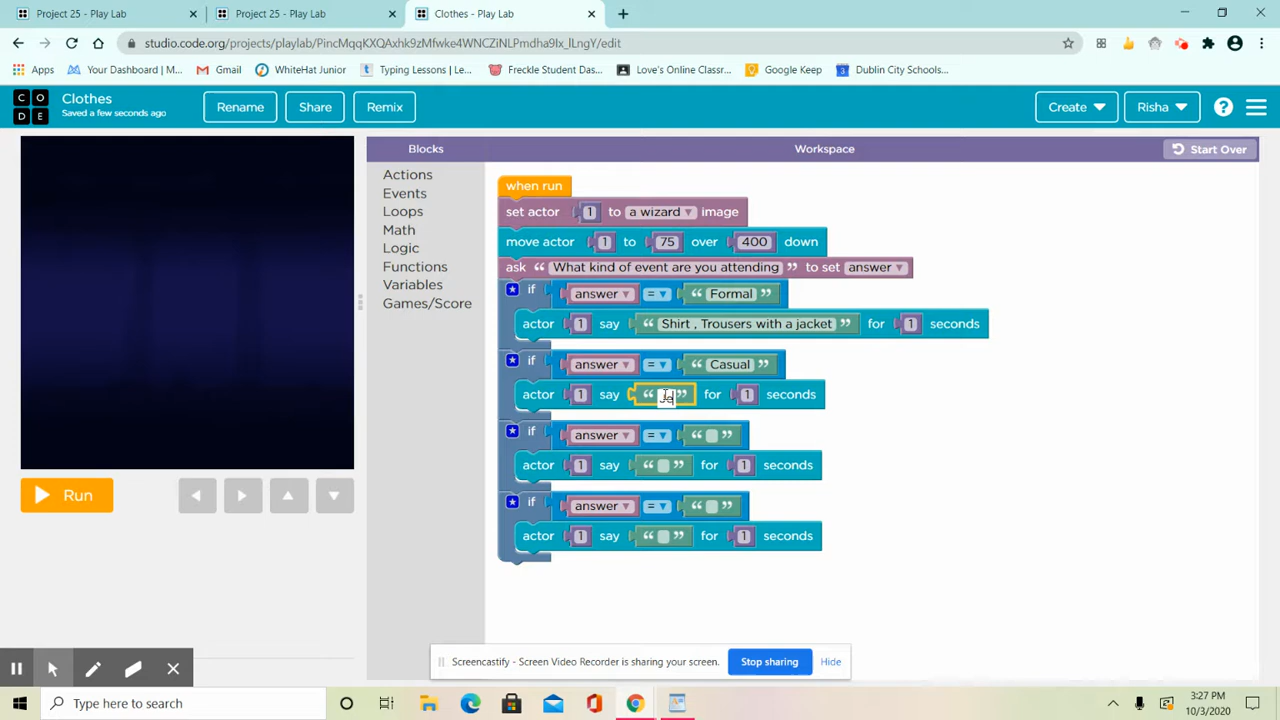 Project 25 - Play Lab
Project 25 - Play Lab
Clothes - Play Lab
studio.code.org/projects/playlab/PincMqqKXQAxhk9zMfwke4WNCZiNLPmdha9Ix_lLngY/edit
Apps
Your Dashboard | M...
Gmail
WhiteHat Junior
Typing Lessons | Le...
Freckle Student Das...
Love's Online Classr...
Google Keep
Dublin City Schools...
CODE
Clothes
Saved a few seconds ago
Rename
Share
Remix
Create
Risha
?
Blocks
Workspace
Start Over
Actions
Events
Loops
Math
Logic
Functions
Variables
Games/Score
when run
set actor 1 to a wizard image
move actor 1 to 75 over 400 down
ask “ What kind of event are you attending ” to set answer
if answer = “ Formal ”
actor 1 say “ Shirt , Trousers with a jacket ” for 1 seconds
if answer = “ Casual ”
actor 1 say “ Je ” for 1 seconds
if answer = “ ”
actor 1 say “ ” for 1 seconds
if answer = “ ”
actor 1 say “ ” for 1 seconds
Run
Screencastify - Screen Video Recorder is sharing your screen.
Stop sharing
Hide
Type here to search
3:27 PM
10/3/2020